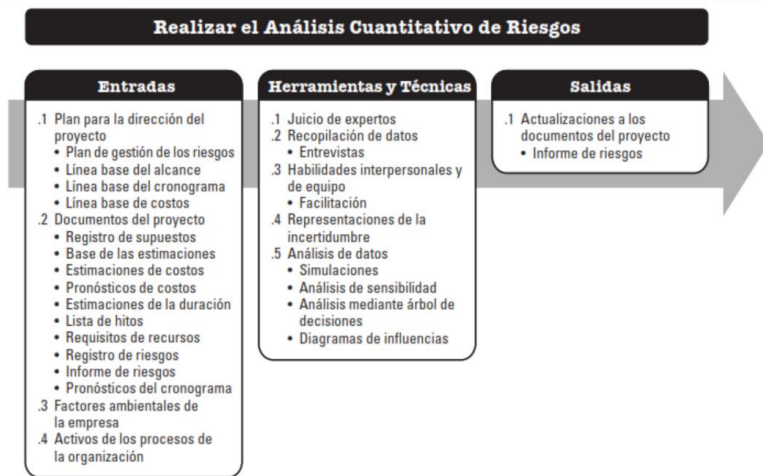 Realizar el Análisis Cuantitativo de Riesgos
Entradas
.1 Plan para la dirección del
proyecto
• Plan de gestión de los riesgos
• Línea base del alcance
• Línea base del cronograma
• Línea base de costos
.2 Documentos del proyecto
• Registro de supuestos
• Base de las estimaciones
• Estimaciones de costos
• Pronósticos de costos
• Estimaciones de la duración
• Lista de hitos
• Requisitos de recursos
• Registro de riesgos
• Informe de riesgos
• Pronósticos del cronograma
.3 Factores ambientales de
la empresa
.4 Activos de los procesos de
la organización
Herramientas y Técnicas
.1 Juicio de expertos
.2 Recopilación de datos
• Entrevistas
.3 Habilidades interpersonales y
de equipo
• Facilitación
.4 Representaciones de la
incertidumbre
.5 Análisis de datos
• Simulaciones
• Análisis de sensibilidad
• Análisis mediante árbol de
decisiones
• Diagramas de influencias
Salidas
.1 Actualizaciones a los
documentos del proyecto
• Informe de riesgos